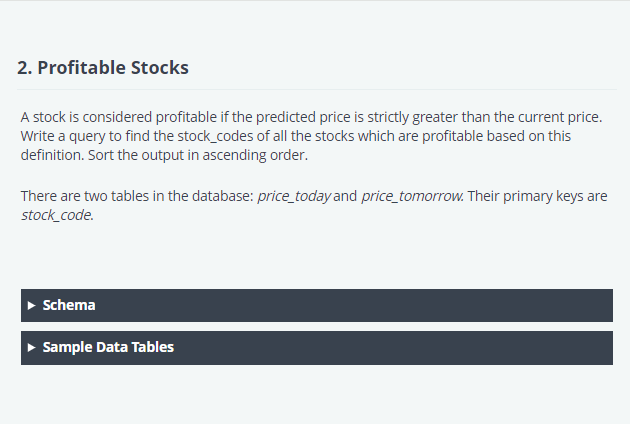 2. Profitable Stocks
A stock is considered profitable if the predicted price is strictly greater than the current price.
Write a query to find the stock_codes of all the stocks which are profitable based on this
definition. Sort the output in ascending order.
There are two tables in the database: price_today and price_tomorrow. Their primary keys are
stock_code.
Schema
Sample Data Tables